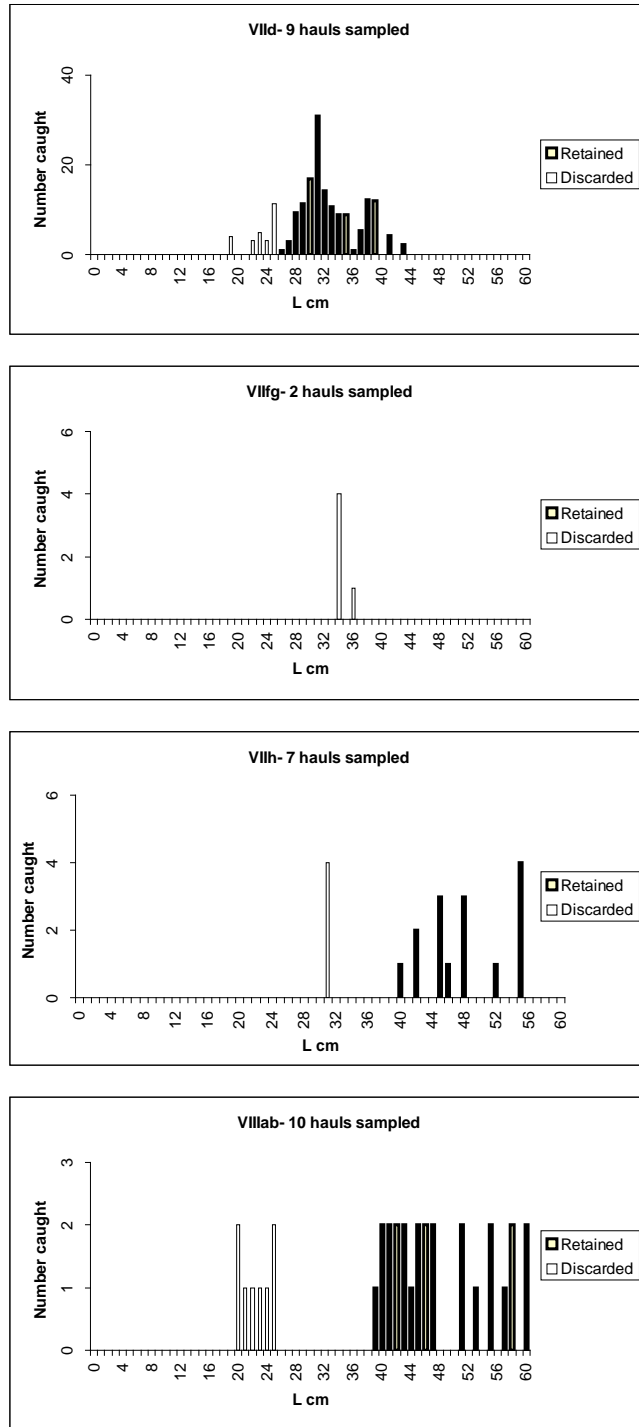 VIId- 9 hauls sampled
40
20
0
Number caught
0 4 8 12 16 20 24 28 32 36 40 44 48 52 56 60
L cm
Retained
Discarded
VIIfg- 2 hauls sampled
6
4
2
0
Number caught
0 4 8 12 16 20 24 28 32 36 40 44 48 52 56 60
L cm
Retained
Discarded
VIIh- 7 hauls sampled
6
4
2
0
Number caught
0 4 8 12 16 20 24 28 32 36 40 44 48 52 56 60
L cm
Retained
Discarded
VIIIab- 10 hauls sampled
3
2
1
0
Number caught
0 4 8 12 16 20 24 28 32 36 40 44 48 52 56 60
L cm
Retained
Discarded